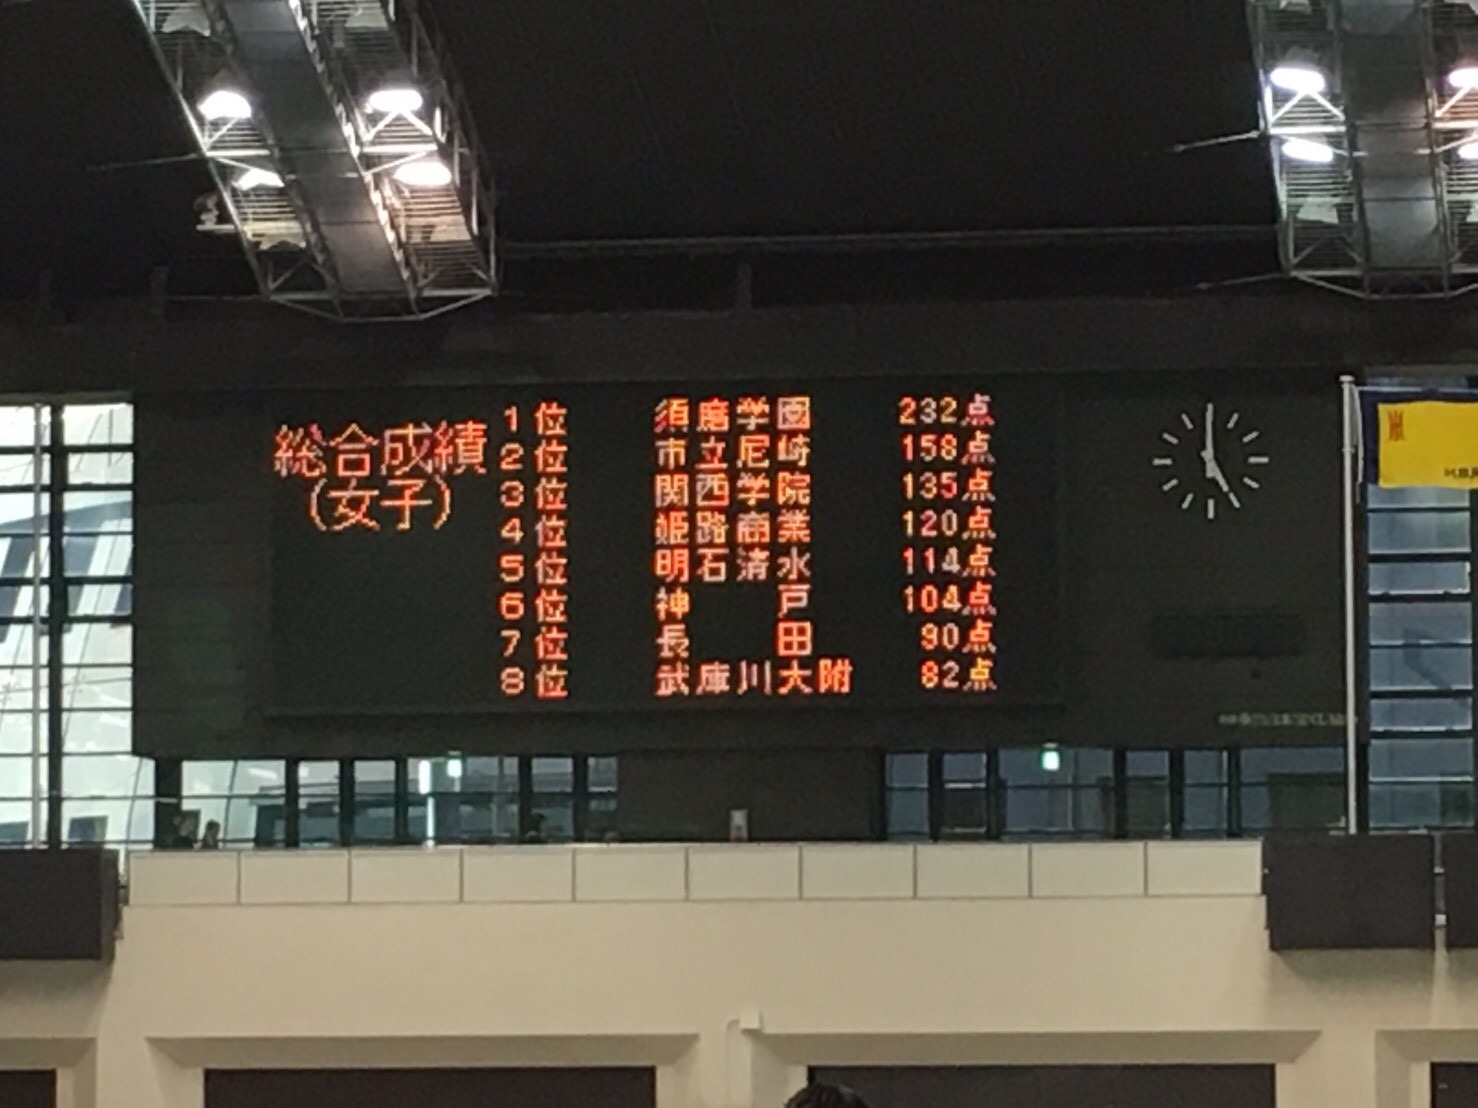 総合成績
(女子)
1位 須磨学園 232点
2位 市立尼崎 158点
3位 関西学院 135点
4位 姫路商業 120点
5位 明石清水 114点
6位 神戸 104点
7位 長田 90点
8位 武庫川大附 82点